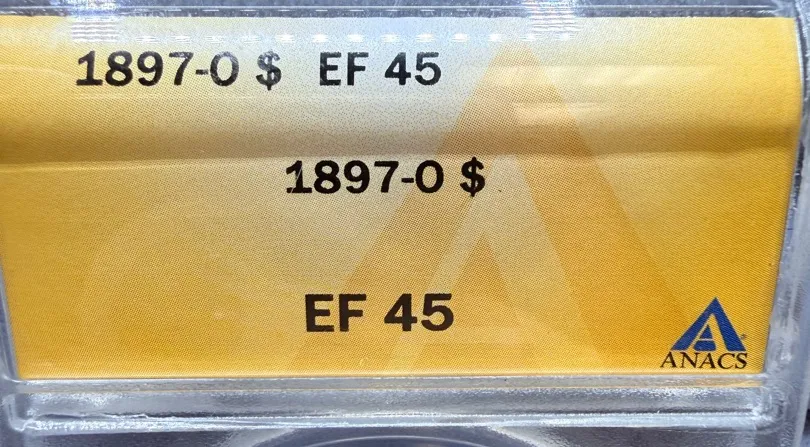 1897-O $ EF 45
1897-O $
EF 45
ANACS